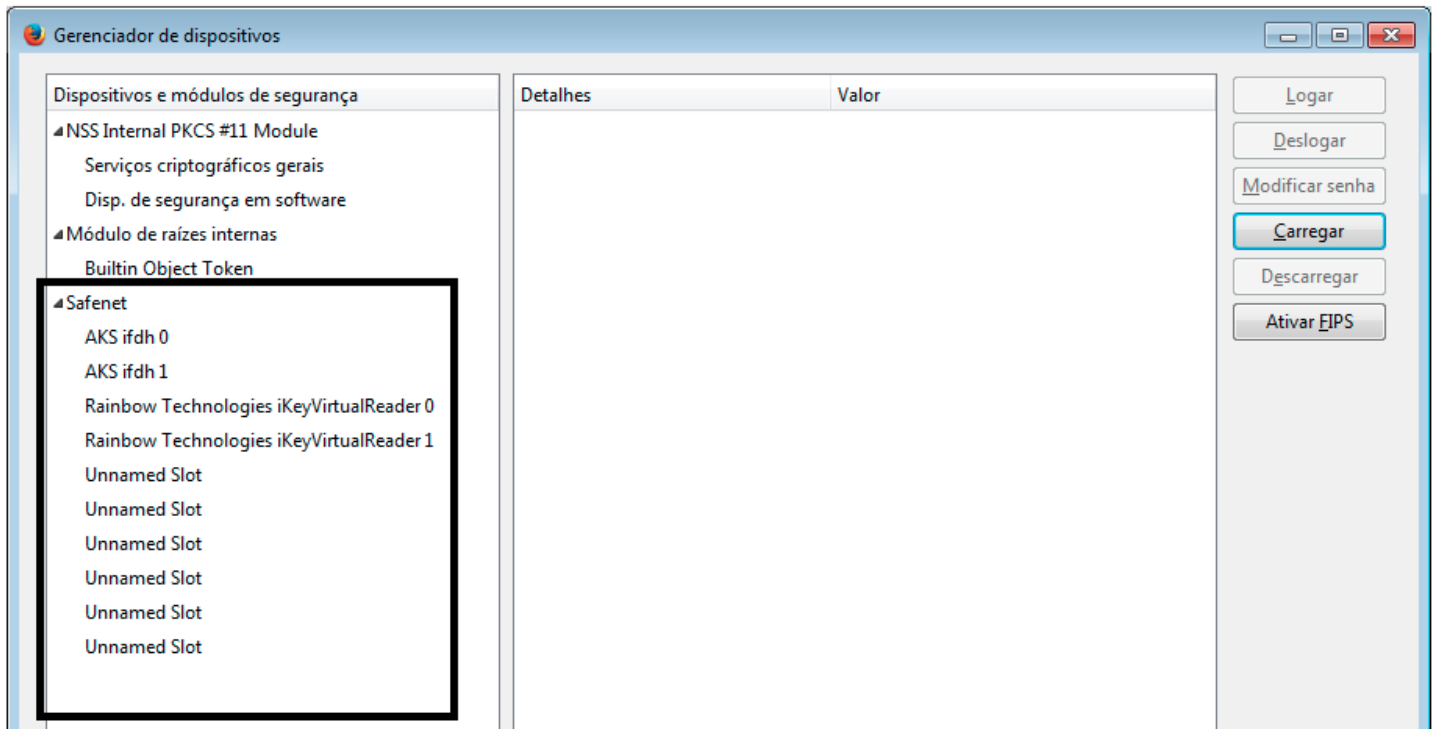 Gerenciador de dispositivos
Dispositivos e módulos de segurança
NSS Internal PKCS #11 Module
Serviços criptográficos gerais
Disp. de segurança em software
Módulo de raízes internas
Builtin Object Token
Safenet
AKS ifdh 0
AKS ifdh 1
Rainbow Technologies iKeyVirtualReader 0
Rainbow Technologies iKeyVirtualReader 1
Unnamed Slot
Unnamed Slot
Unnamed Slot
Unnamed Slot
Unnamed Slot
Unnamed Slot
Detalhes Valor
Logar
Deslogar
Modificar senha
Carregar
Descarregar
Ativar FIPS